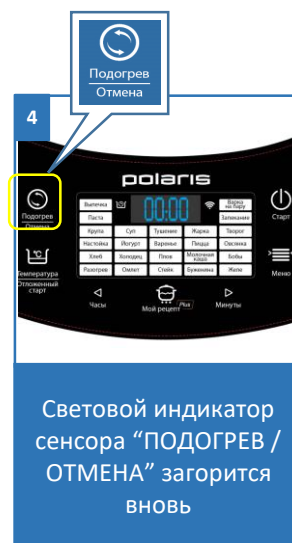 Подогрев
Отмена
4
polaris
Выпечка 00:00 Варка на пару
Паста Запекание
Крупа Суп Тушение Жарка Творог
Настойка Йогурт Варенье Пицца Овсянка
Хлеб Холодец Плов Молочная каша Бобы
Разогрев Омлет Стейк Буженина Желе
Подогрев
Отмена
Старт
Температура
Отложенный
старт
Меню
Часы
Мой рецепт Plus
Минуты
Световой индикатор
сенсора “ПОДОГРЕВ /
ОТМЕНА” загорится
вновь